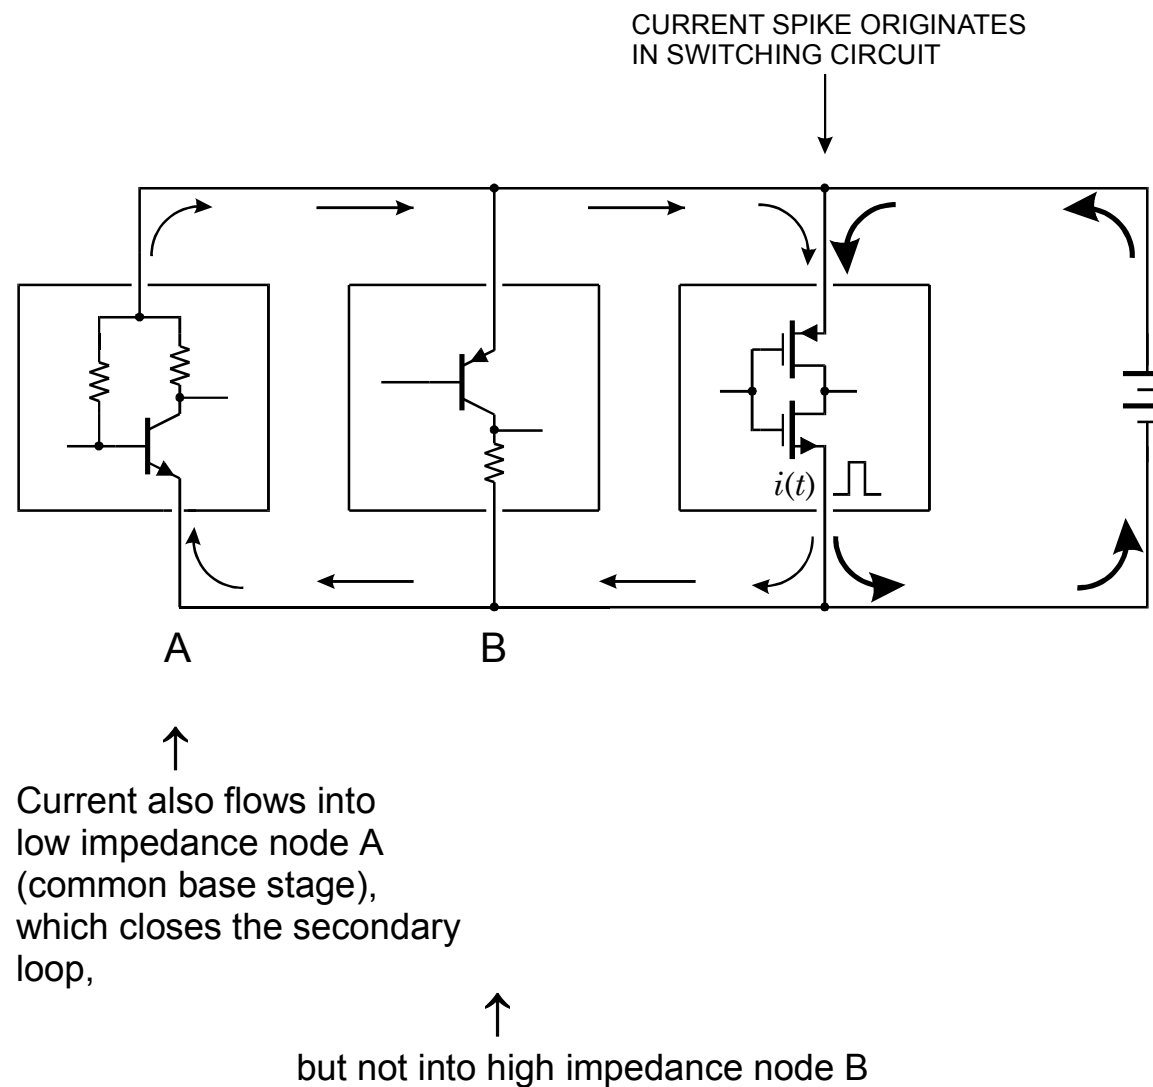 CURRENT SPIKE ORIGINATES
IN SWITCHING CIRCUIT
i(t)
A
B
Current also flows into
low impedance node A
(common base stage),
which closes the secondary
loop,
but not into high impedance node B